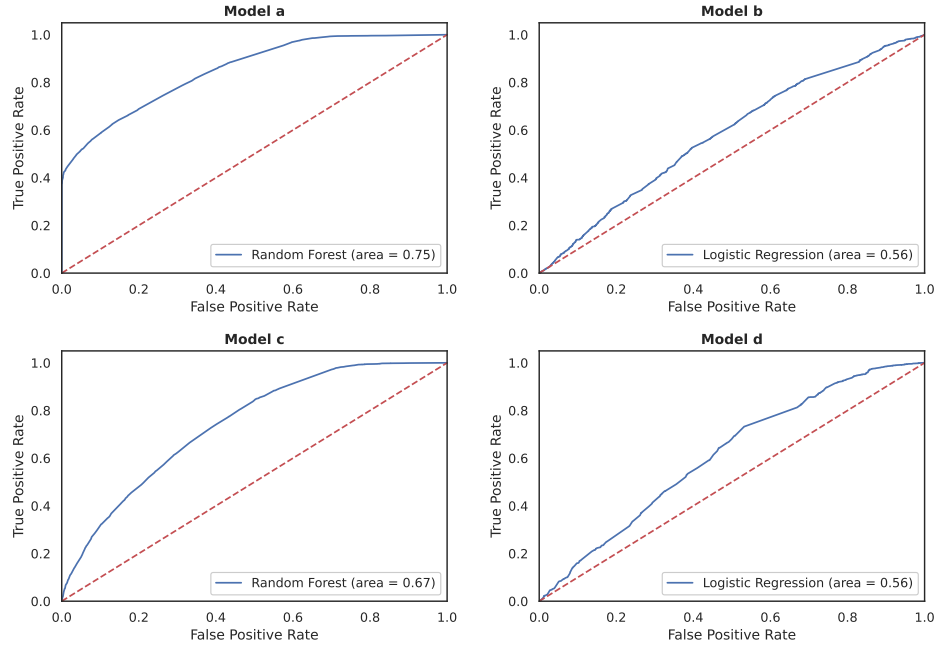 Model a
True Positive Rate
1.0
0.8
0.6
0.4
0.2
0.0
Random Forest (area = 0.75)
0.0 0.2 0.4 0.6 0.8 1.0
False Positive Rate
Model b
True Positive Rate
1.0
0.8
0.6
0.4
0.2
0.0
Logistic Regression (area = 0.56)
0.0 0.2 0.4 0.6 0.8 1.0
False Positive Rate
Model c
True Positive Rate
1.0
0.8
0.6
0.4
0.2
0.0
Random Forest (area = 0.67)
0.0 0.2 0.4 0.6 0.8 1.0
False Positive Rate
Model d
True Positive Rate
1.0
0.8
0.6
0.4
0.2
0.0
Logistic Regression (area = 0.56)
0.0 0.2 0.4 0.6 0.8 1.0
False Positive Rate